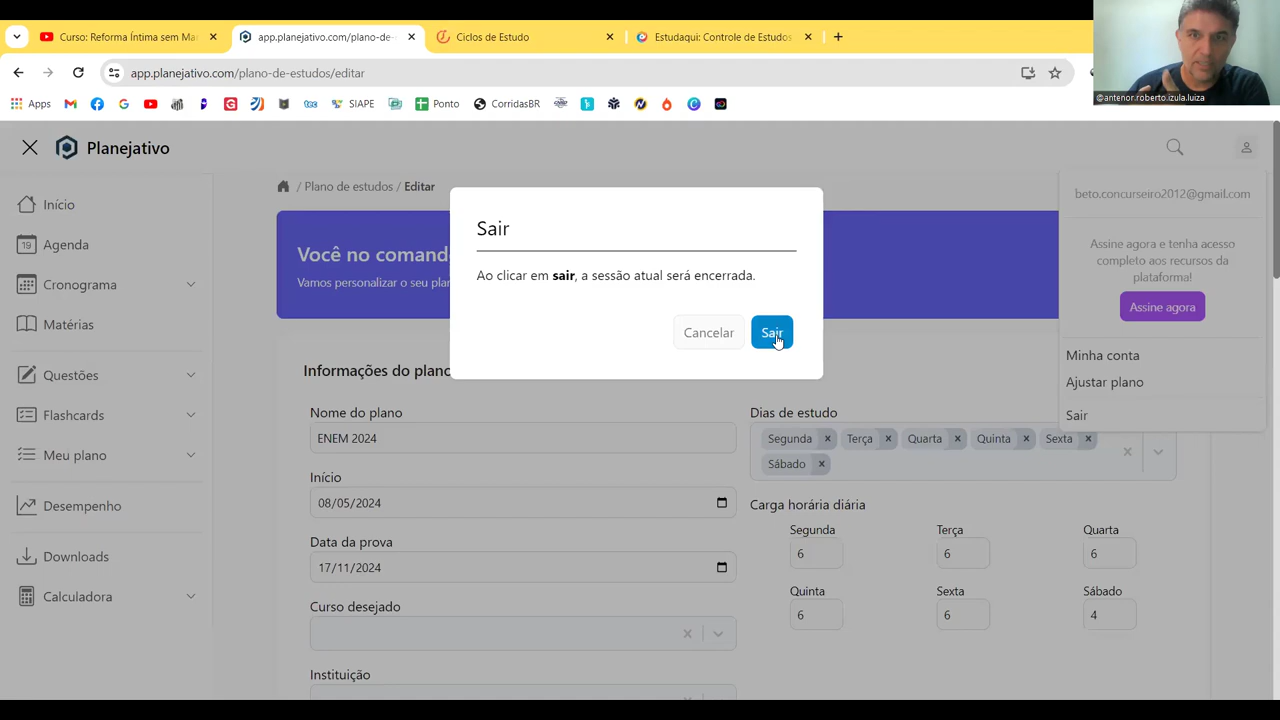 Curso: Reforma Íntima sem Ma
app.planejativo.com/plano-de-
Ciclos de Estudo
Estudaqui: Controle de Estudos
app.planejativo.com/plano-de-estudos/editar
@antenor.roberto.izula.luiza
Apps
SIAPE
Ponto
CorridasBR
Planejativo
Início
19
Agenda
Cronograma
Matérias
Questões
Flashcards
Meu plano
Desempenho
Downloads
Calculadora
/ Plano de estudos / Editar
Você no comand
Vamos personalizar o seu pla
Sair
Ao clicar em sair, a sessão atual será encerrada.
Cancelar
Sair
beto.concurseiro2012@gmail.com
Assine agora e tenha acesso
completo aos recursos da
plataforma!
Assine agora
Minha conta
Ajustar plano
Sair
Informações do plano
Nome do plano
ENEM 2024
Início
08/05/2024
Data da prova
17/11/2024
Curso desejado
Instituição
Dias de estudo
Segunda
Terça
Quarta
Quinta
Sexta
Sábado
Carga horária diária
Segunda
Terça
Quarta
6
6
6
Quinta
Sexta
Sábado
6
6
4